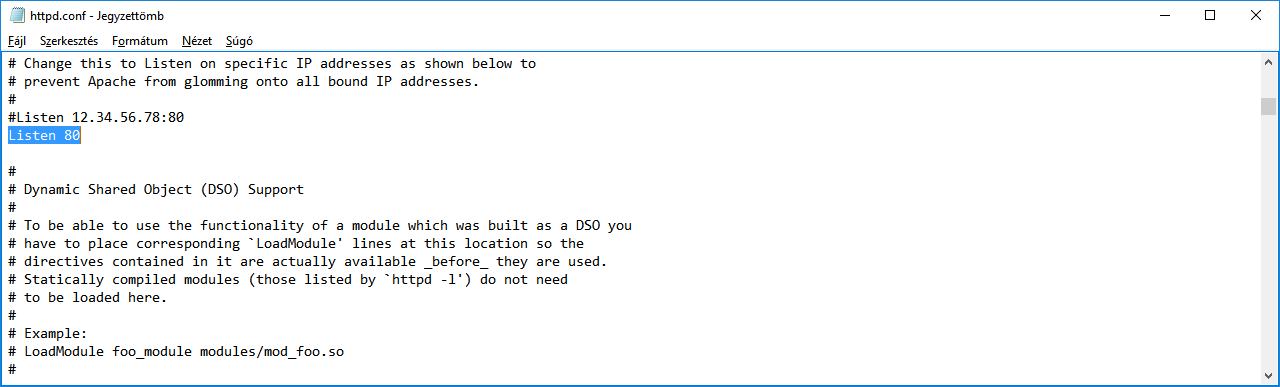 httpd.conf - Jegyzettömb
Fájl Szerkesztés Formátum Nézet Súgó
# Change this to Listen on specific IP addresses as shown below to
# prevent Apache from glomming onto all bound IP addresses.
#
#Listen 12.34.56.78:80
Listen 80
#
# Dynamic Shared Object (DSO) Support
#
# To be able to use the functionality of a module which was built as a DSO you
# have to place corresponding `LoadModule' lines at this location so the
# directives contained in it are actually available _before_ they are used.
# Statically compiled modules (those listed by `httpd -l') do not need
# to be loaded here.
#
# Example:
# LoadModule foo_module modules/mod_foo.so
#